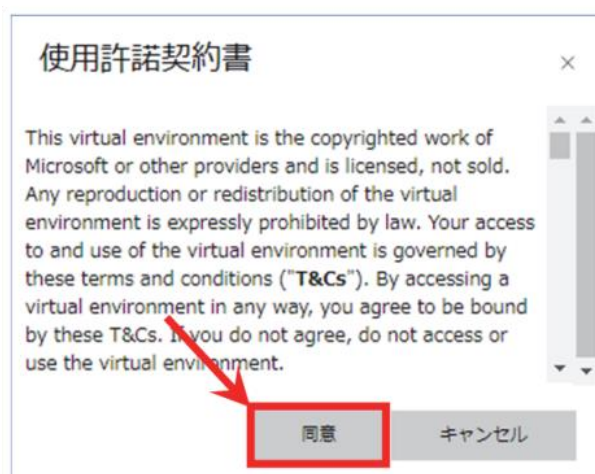 使用許諾契約書
×
This virtual environment is the copyrighted work of
Microsoft or other providers and is licensed, not sold.
Any reproduction or redistribution of the virtual
environment is expressly prohibited by law. Your access
to and use of the virtual environment is governed by
these terms and conditions ("T&Cs"). By accessing a
virtual environment in any way, you agree to be bound
by these T&Cs. If you do not agree, do not access or
use the virtual environment.
同意 キャンセル